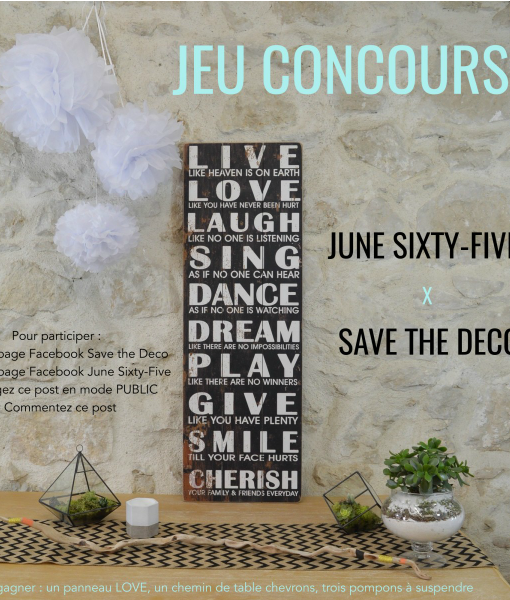 JEU CONCOURS
LIVE
LIKE HEAVEN IS ON EARTH
LOVE
LIKE YOU HAVE NEVER BEEN HURT
LAUGH
LIKE NO ONE IS LISTENING
SING
AS IF NO ONE CAN HEAR
DANCE
AS IF NO ONE IS WATCHING
DREAM
LIKE THERE ARE NO IMPOSSIBILITIES
PLAY
LIKE THERE ARE NO WINNERS
GIVE
LIKE YOU HAVE PLENTY
SMILE
TILL YOUR FACE HURTS
CHERISH
YOUR FAMILY & FRIENDS EVERYDAY
JUNE SIXTY-FIVE
X
SAVE THE DECO
Pour participer :
page Facebook Save the Deco
page Facebook June Sixty-Five
gez ce post en mode PUBLIC
Commentez ce post
gagner : un panneau LOVE, un chemin de table chevrons, trois pompons à suspendre